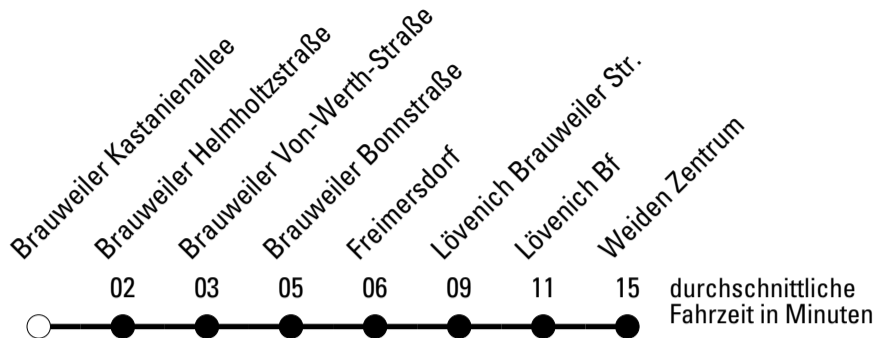 Brauweiler Kastanienallee
Brauweiler Helmholtzstraße
Brauweiler Von-Werth-Straße
Brauweiler Bonnstraße
Freimersdorf
Lövenich Brauweiler Str.
Lövenich Bf
Weiden Zentrum
02 03 05 06 09 11 15
durchschnittliche
Fahrzeit in Minuten